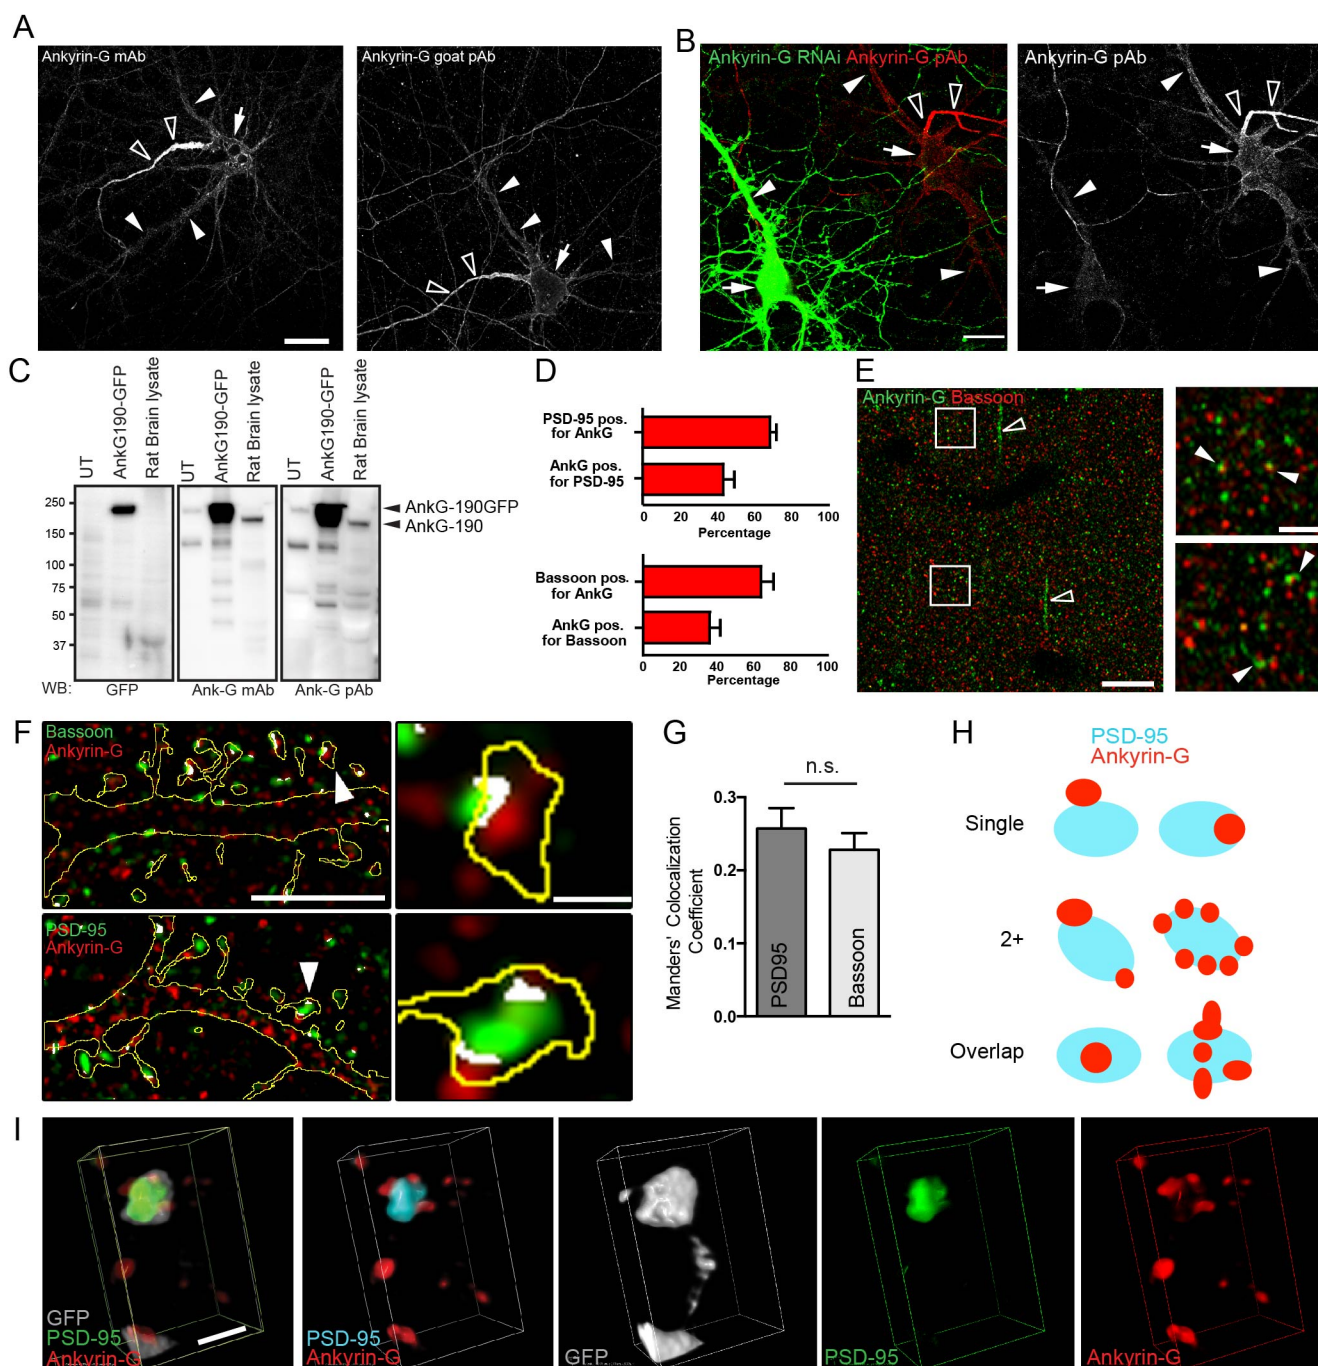 A
Ankyrin-G mAb
Ankyrin-G goat pAb
B
Ankyrin-G RNAi Ankyrin-G pAb
Ankyrin-G pAb
C
UT
AnkG190-GFP
Rat Brain lysate
UT
AnkG190-GFP
Rat Brain lysate
UT
AnkG190-GFP
Rat Brain lysate
250
150
100
75
50
37
AnkG-190GFP
AnkG-190
WB:
GFP
Ank-G mAb
Ank-G pAb
D
PSD-95 pos.
for AnkG
AnkG pos.
for PSD-95
0 20 40 60 80 100
Percentage
Bassoon pos.
for AnkG
AnkG pos.
for Bassoon
0 20 40 60 80 100
Percentage
E
Ankyrin-G Bassoon
F
Bassoon
Ankyrin-G
PSD-95
Ankyrin-G
G
n.s.
0.3
0.2
0.1
0.0
Manders' Colocalization
Coefficient
PSD95
Bassoon
H
PSD-95
Ankyrin-G
Single
2+
Overlap
I
GFP
PSD-95
Ankyrin-G
PSD-95
Ankyrin-G
GFP
PSD-95
Ankyrin-G